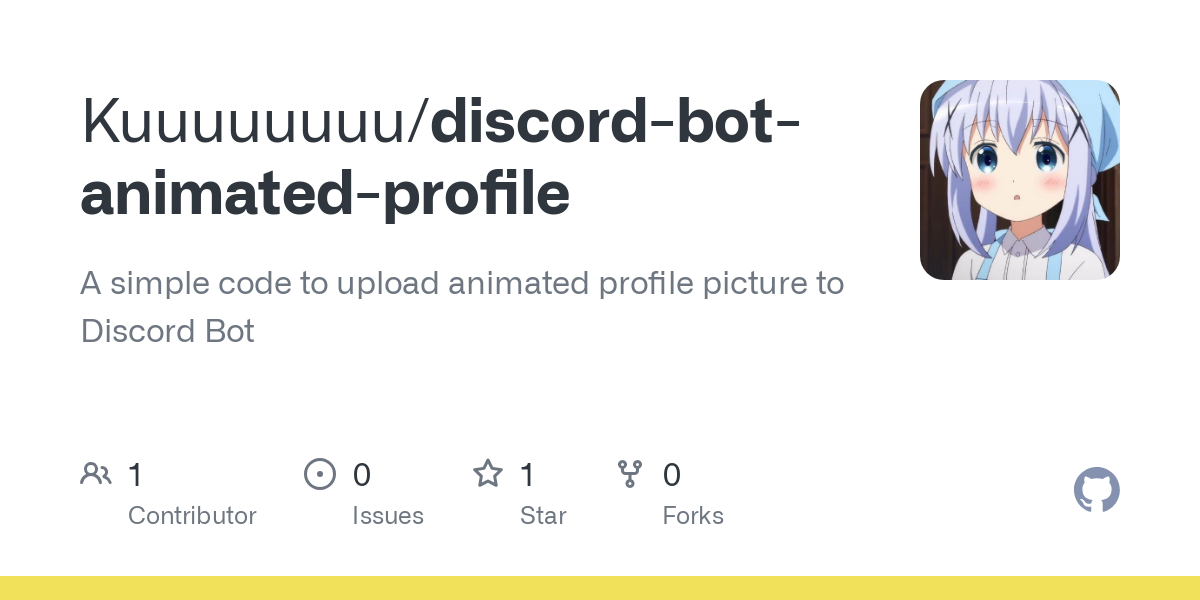 Kuuuuuuuu/discord-bot-
animated-profile
A simple code to upload animated profile picture to
Discord Bot
1
Contributor
0
Issues
1
Star
0
Forks